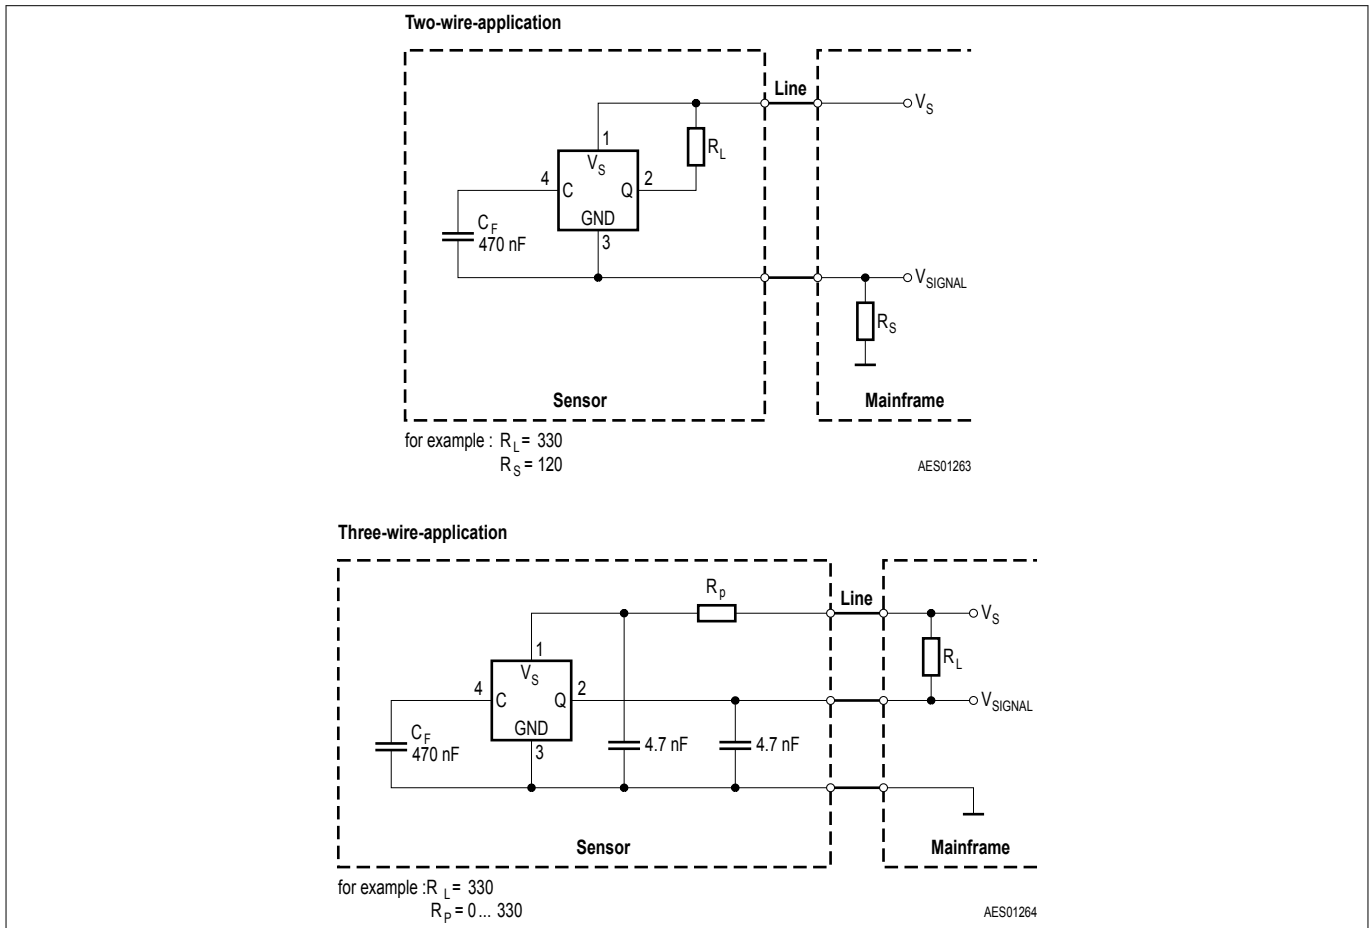 Two-wire-application
Line
V_S
1
R_L
V_S
4
C
Q
2
C_F
470 nF
GND
3
V_SIGNAL
R_S
Sensor
Mainframe
for example : R_L = 330
R_S = 120
AES01263
Three-wire-application
R_p
Line
V_S
1
R_L
V_S
4
C
Q
2
V_SIGNAL
C_F
470 nF
GND
3
4.7 nF
4.7 nF
Sensor
Mainframe
for example :R_L = 330
R_P = 0... 330
AES01264